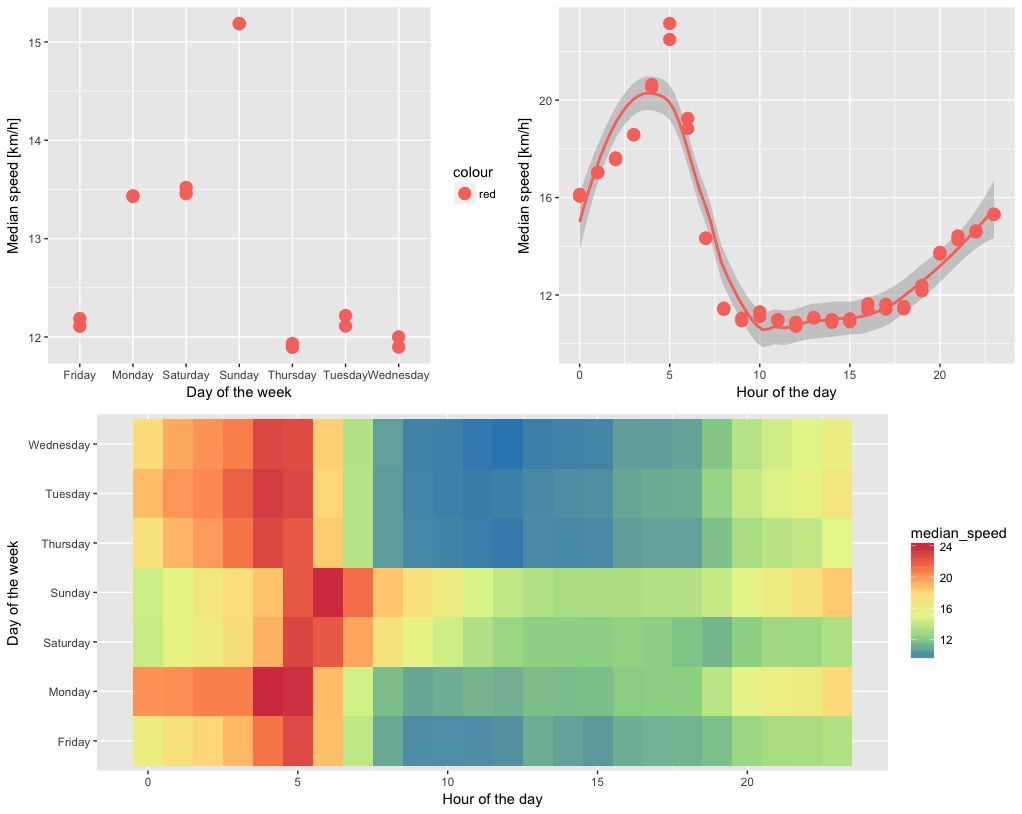 15
14
13
12
Median speed [km/h]
Friday Monday Saturday Sunday Thursday Tuesday Wednesday
Day of the week
colour
red
20
16
12
Median speed [km/h]
0 5 10 15 20
Hour of the day
Wednesday
Tuesday
Thursday
Sunday
Saturday
Monday
Friday
Day of the week
0 5 10 15 20
Hour of the day
median_speed
24
20
16
12